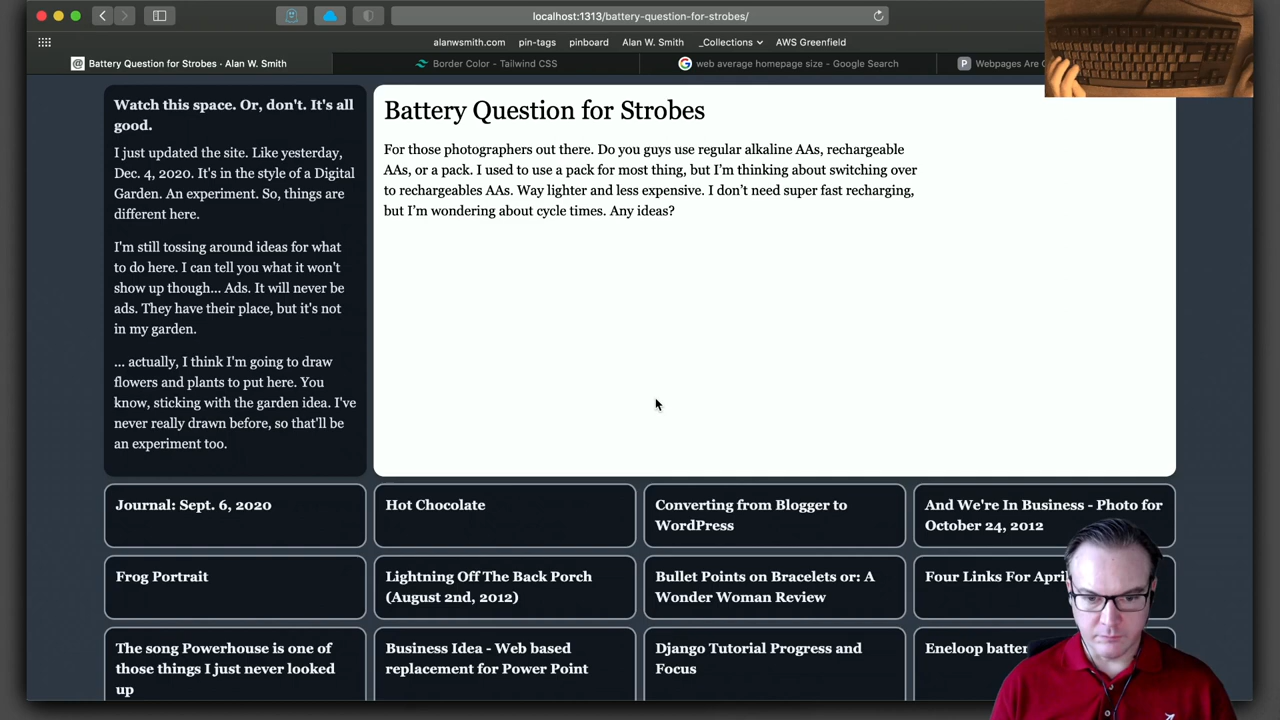 localhost:1313/battery-question-for-strobes/
alanwsmith.com pin-tags pinboard Alan W. Smith _Collections AWS Greenfield
@ Battery Question for Strobes · Alan W. Smith
Border Color - Tailwind CSS
G web average homepage size - Google Search
P Webpages Are
Watch this space. Or, don't. It's all
good.
I just updated the site. Like yesterday,
Dec. 4, 2020. It's in the style of a Digital
Garden. An experiment. So, things are
different here.
I'm still tossing around ideas for what
to do here. I can tell you what it won't
show up though... Ads. It will never be
ads. They have their place, but it's not
in my garden.
... actually, I think I'm going to draw
flowers and plants to put here. You
know, sticking with the garden idea. I've
never really drawn before, so that'll be
an experiment too.
Battery Question for Strobes
For those photographers out there. Do you guys use regular alkaline AAs, rechargeable
AAs, or a pack. I used to use a pack for most thing, but I’m thinking about switching over
to rechargeables AAs. Way lighter and less expensive. I don’t need super fast recharging,
but I’m wondering about cycle times. Any ideas?
Journal: Sept. 6, 2020
Hot Chocolate
Converting from Blogger to
WordPress
And We're In Business - Photo for
October 24, 2012
Frog Portrait
Lightning Off The Back Porch
(August 2nd, 2012)
Bullet Points on Bracelets or: A
Wonder Woman Review
Four Links For
The song Powerhouse is one of
those things I just never looked
up
Business Idea - Web based
replacement for Power Point
Django Tutorial Progress and
Focus
Eneloop